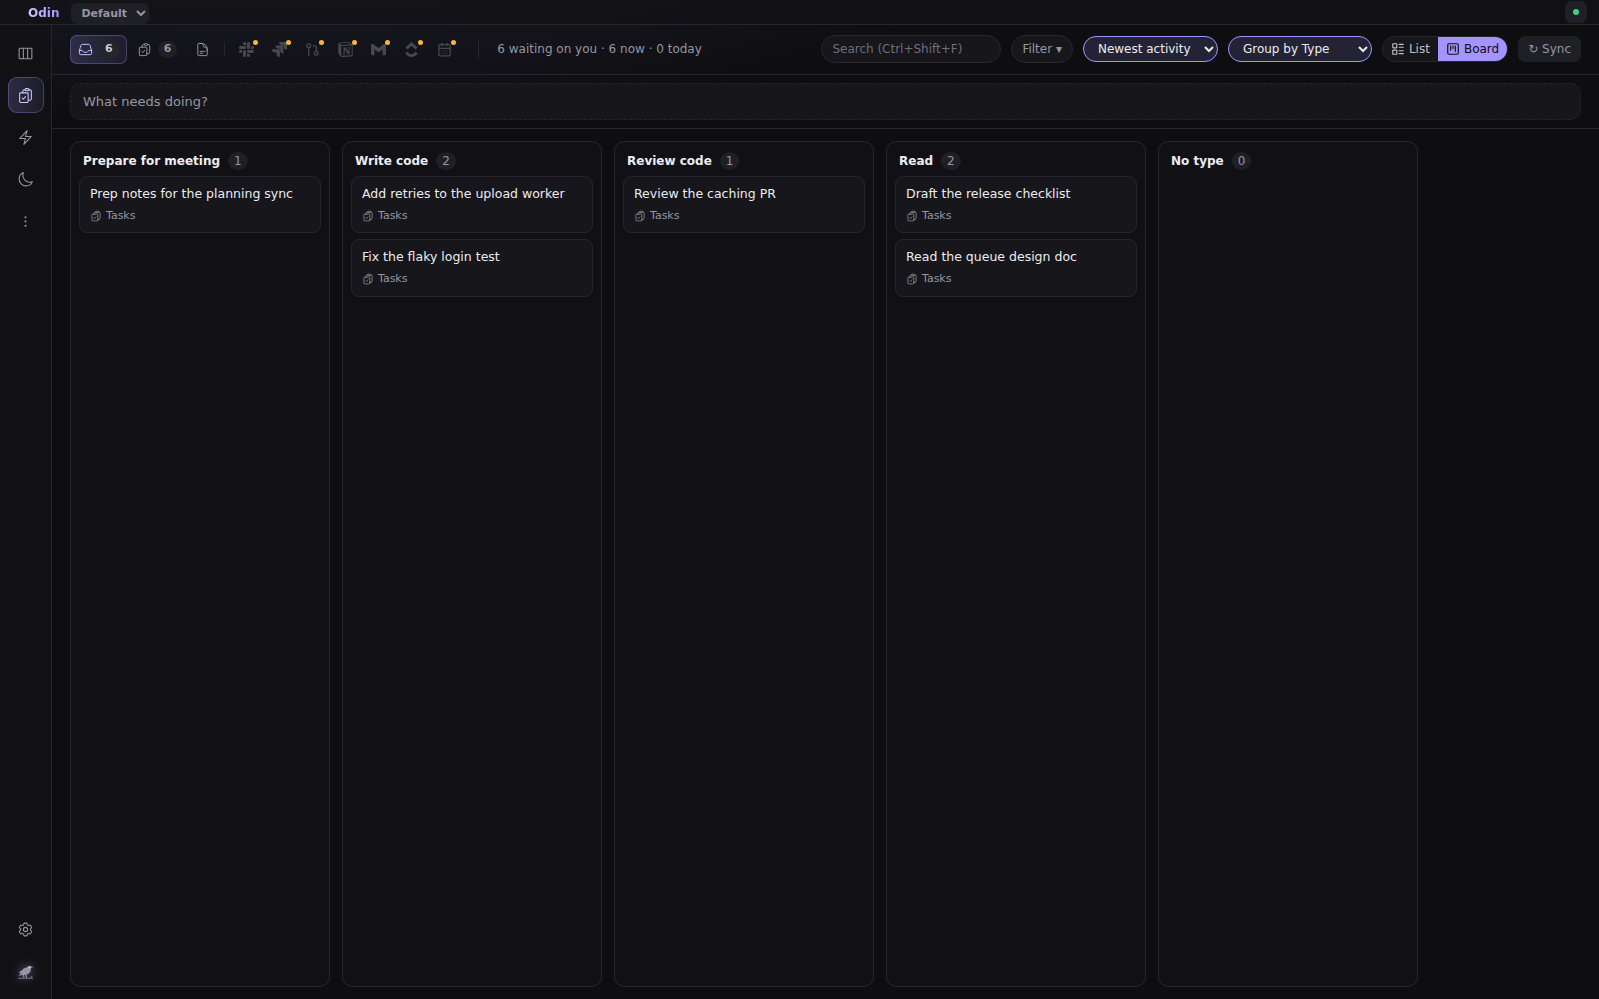 Odin
Default
6
6
6 waiting on you · 6 now · 0 today
Search (Ctrl+Shift+F)
Filter ▾
Newest activity
Group by Type
List
Board
↻ Sync
What needs doing?
Prepare for meeting 1
Prep notes for the planning sync
Tasks
Write code 2
Add retries to the upload worker
Tasks
Fix the flaky login test
Tasks
Review code 1
Review the caching PR
Tasks
Read 2
Draft the release checklist
Tasks
Read the queue design doc
Tasks
No type 0